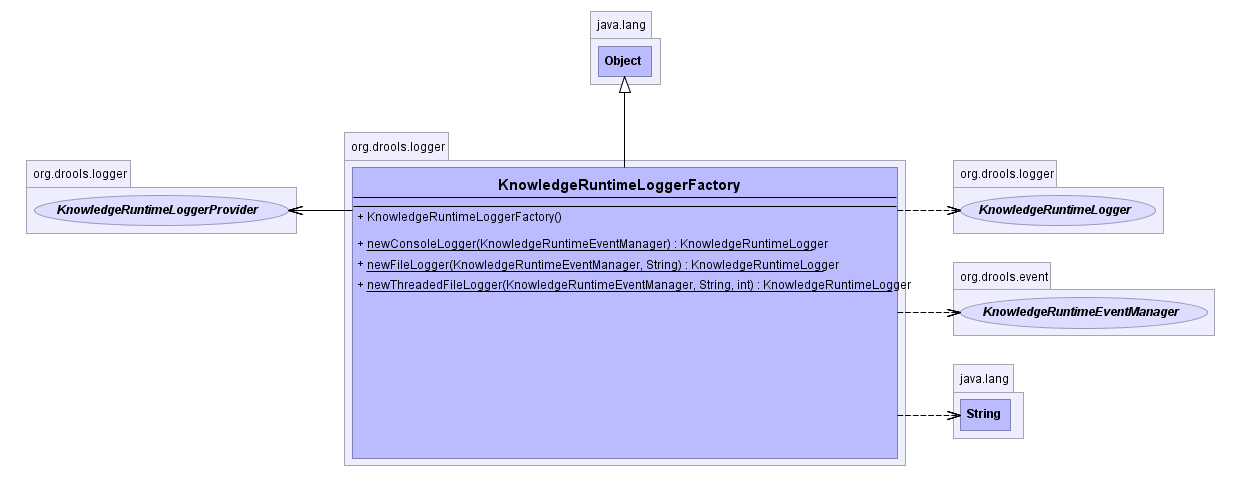 java.lang
Object
org.drools.logger
KnowledgeRuntimeLoggerFactory
+ KnowledgeRuntimeLoggerFactory()
+ newConsoleLogger(KnowledgeRuntimeEventManager) : KnowledgeRuntimeLogger
+ newFileLogger(KnowledgeRuntimeEventManager, String) : KnowledgeRuntimeLogger
+ newThreadedFileLogger(KnowledgeRuntimeEventManager, String, int) : KnowledgeRuntimeLogger
org.drools.logger
KnowledgeRuntimeLoggerProvider
org.drools.logger
KnowledgeRuntimeLogger
org.drools.event
KnowledgeRuntimeEventManager
java.lang
String